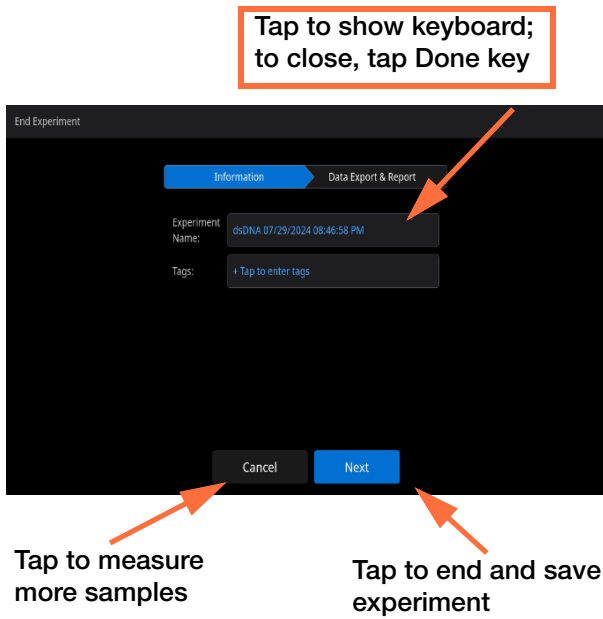 Tap to show keyboard;
to close, tap Done key
End Experiment
Information
Data Export & Report
Experiment
Name:
dsDNA 07/29/2024 08:46:58 PM
Tags:
+ Tap to enter tags
Cancel
Next
Tap to measure
more samples
Tap to end and save
experiment